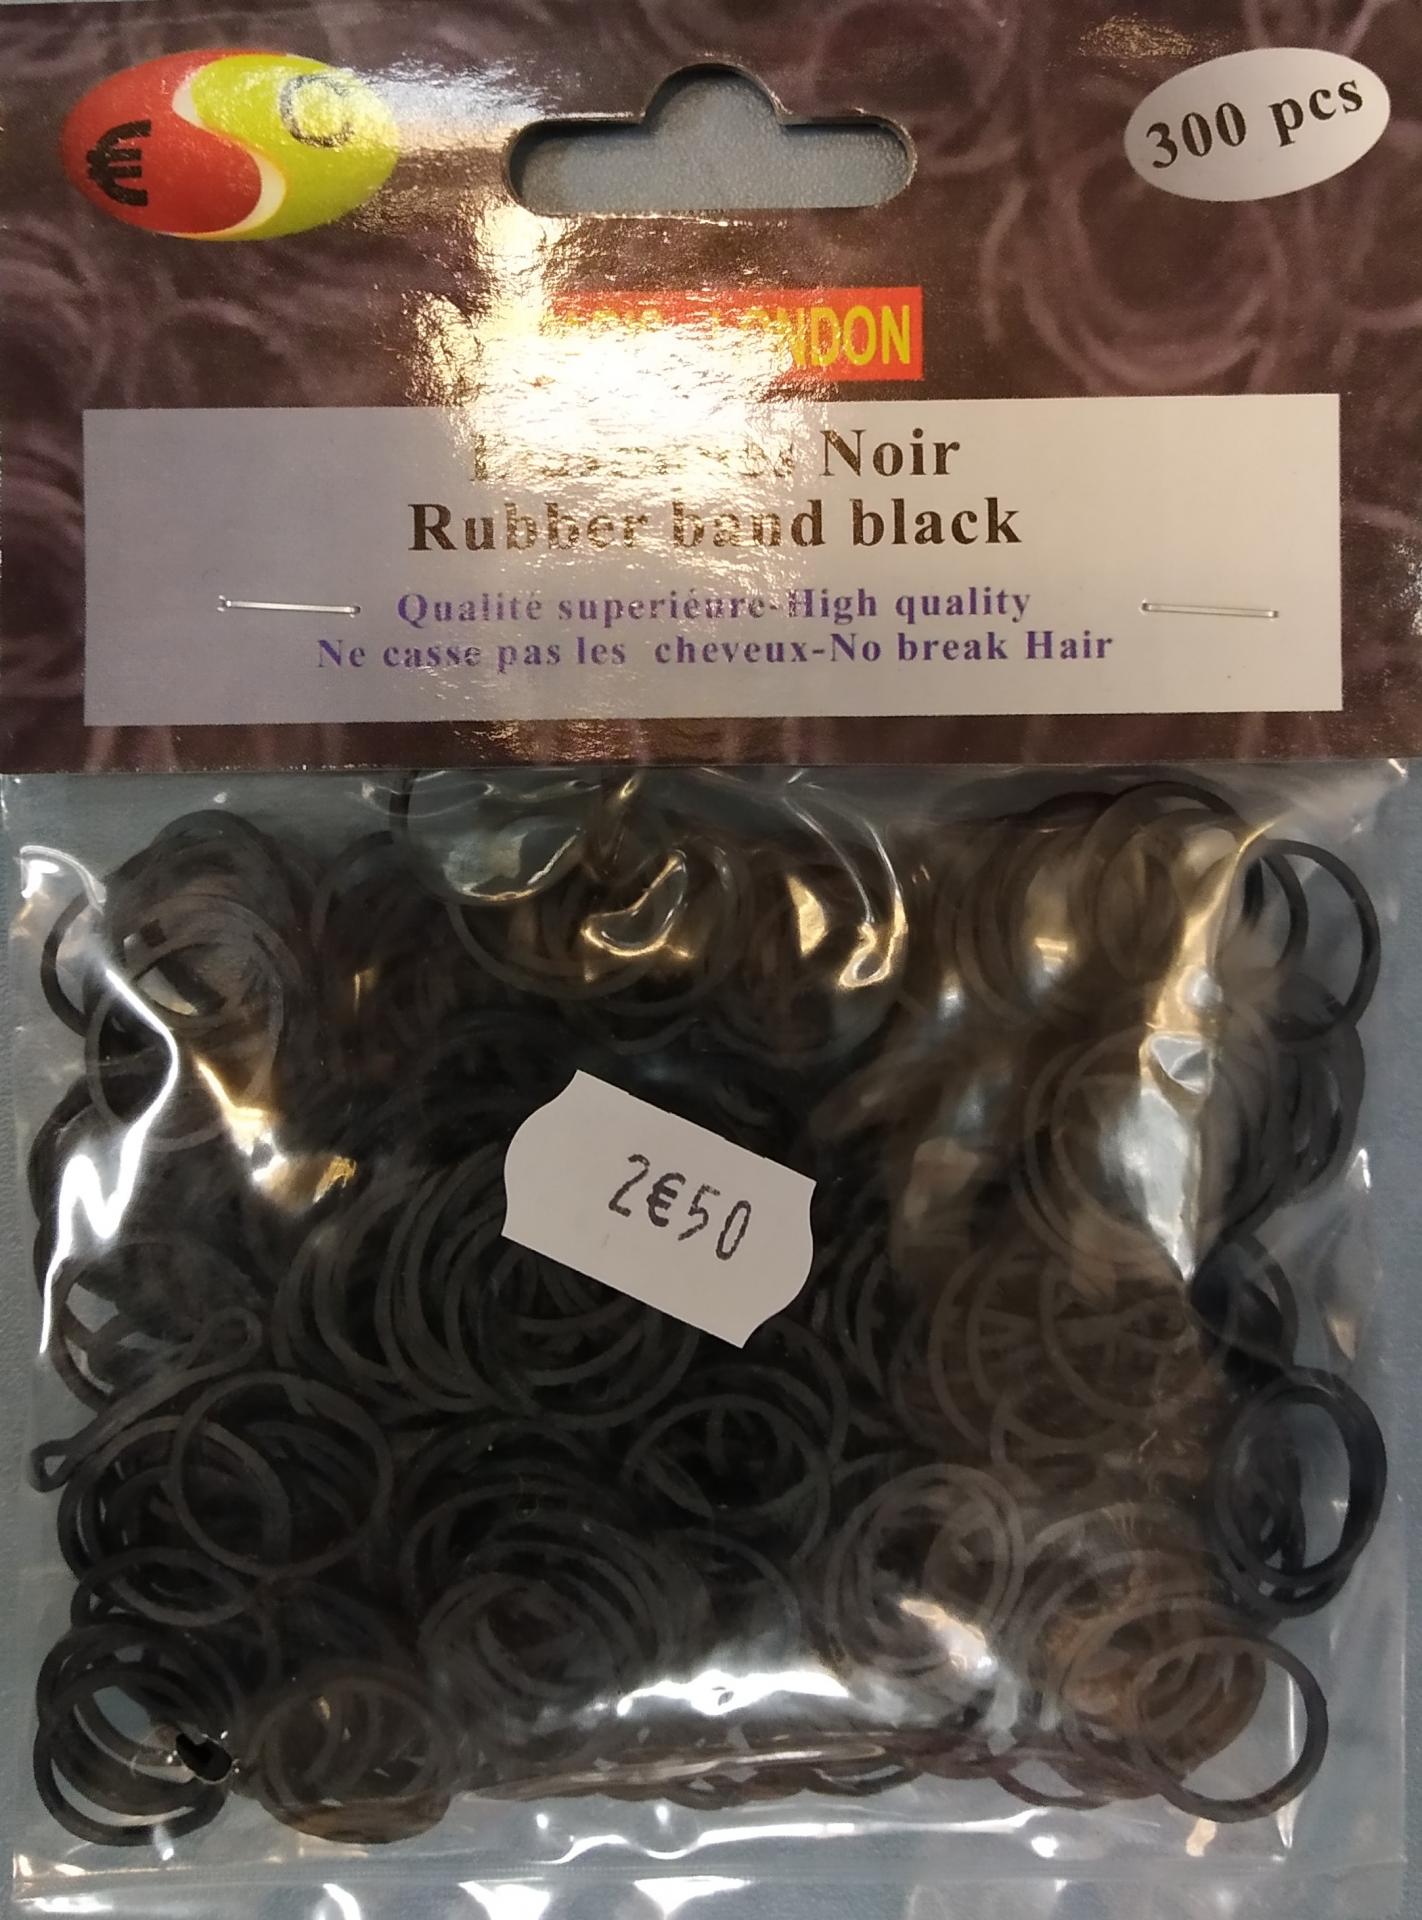 € C
300 pcs
LONDON
Noir
Rubber band black
Qualité superiéure-High quality
Ne casse pas les cheveux-No break Hair
2€50